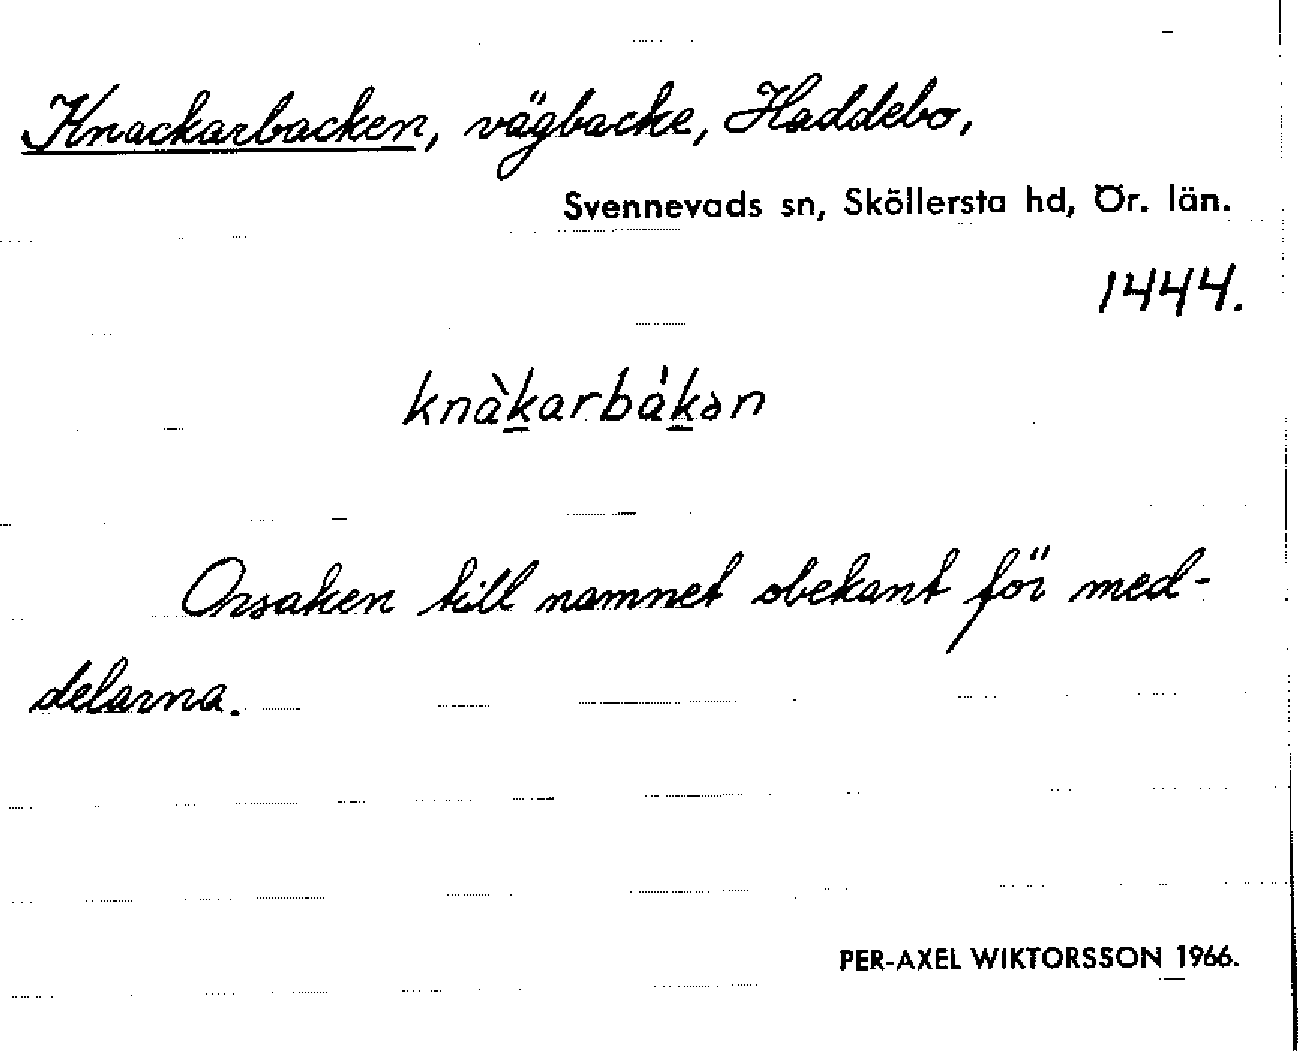 Knackarbacken, vägbacke, Haddebo,
Svennevads sn, Sköllersta hd, Ör. län.
1444.
knàkarbákən
Orsaken till namnet obekant för med-
delarna.
PER-AXEL WIKTORSSON 1966.